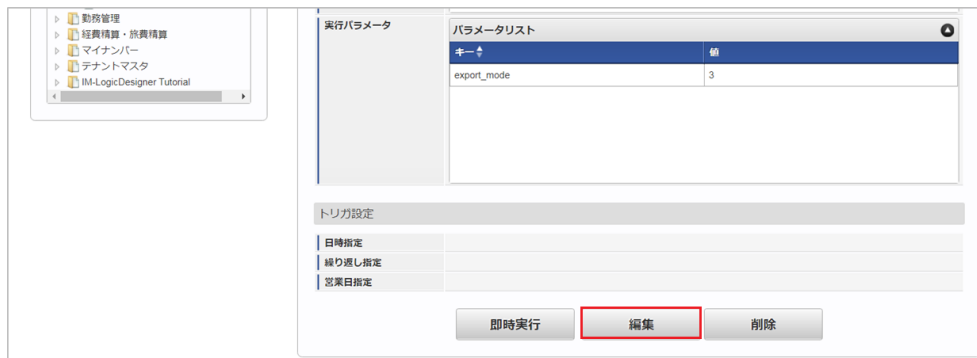 勤務管理
経費精算・旅費精算
マイナンバー
テナントマスタ
IM-LogicDesigner Tutorial
実行パラメータ
パラメータリスト
キー 値
export_mode 3
トリガ設定
日時指定
繰り返し指定
営業日指定
即時実行 編集 削除